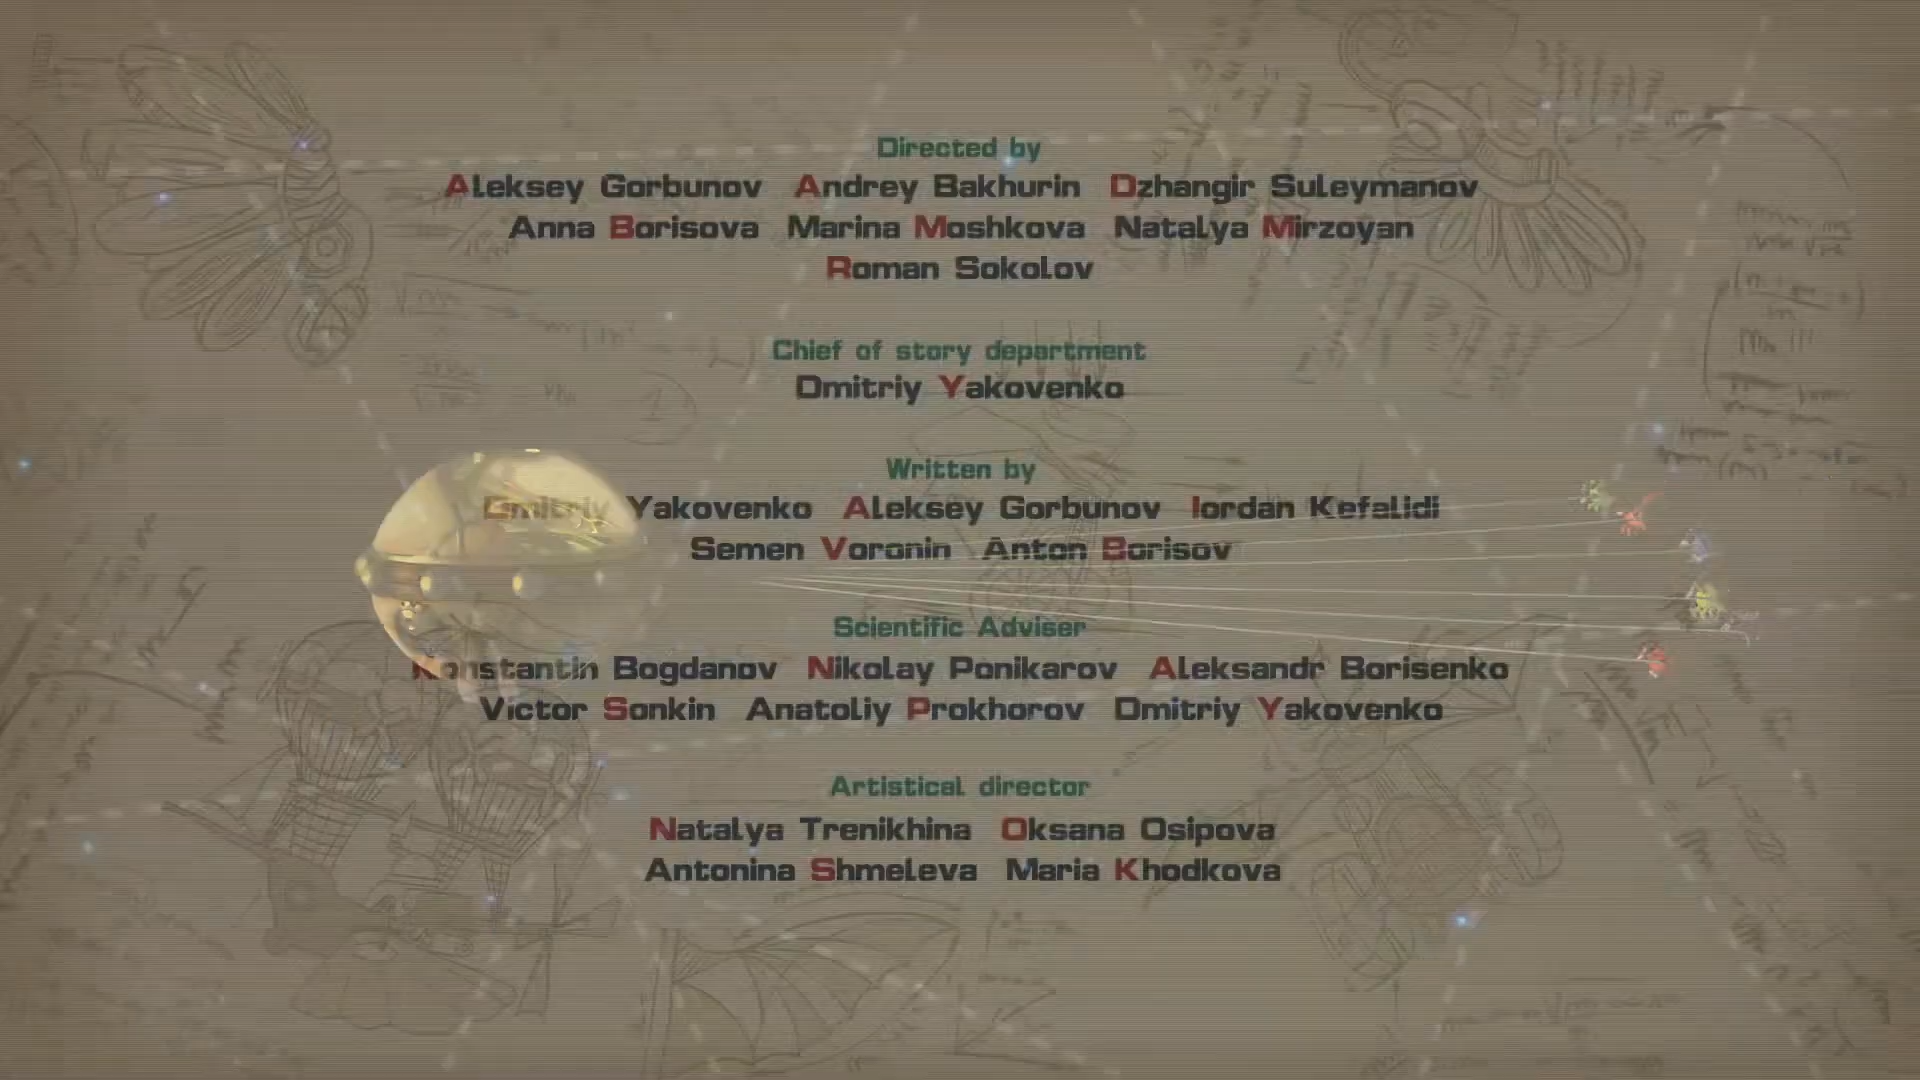 Directed by
Aleksey Gorbunov Andrey Bakhurin Dzhangir Suleymanov
Anna Borisova Marina Moshkova Natalya Mirzoyan
Roman Sokolov
Chief of story department
Dmitriy Yakovenko
Written by
Dmitriy Yakovenko Aleksey Gorbunov Iordan Kefalidi
Semen Voronin Anton Borisov
Scientific Adviser
Konstantin Bogdanov Nikolay Ponikarov Aleksandr Borisenko
Victor Sonkin Anatoliy Prokhorov Dmitriy Yakovenko
Artistical director
Natalya Trenikhina Oksana Osipova
Antonina Shmeleva Maria Khodkova